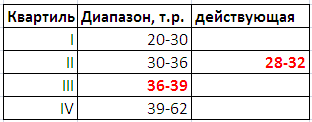 Квартиль Диапазон, т.р. действующая
I 20-30
II 30-36 28-32
III 36-39
IV 39-62